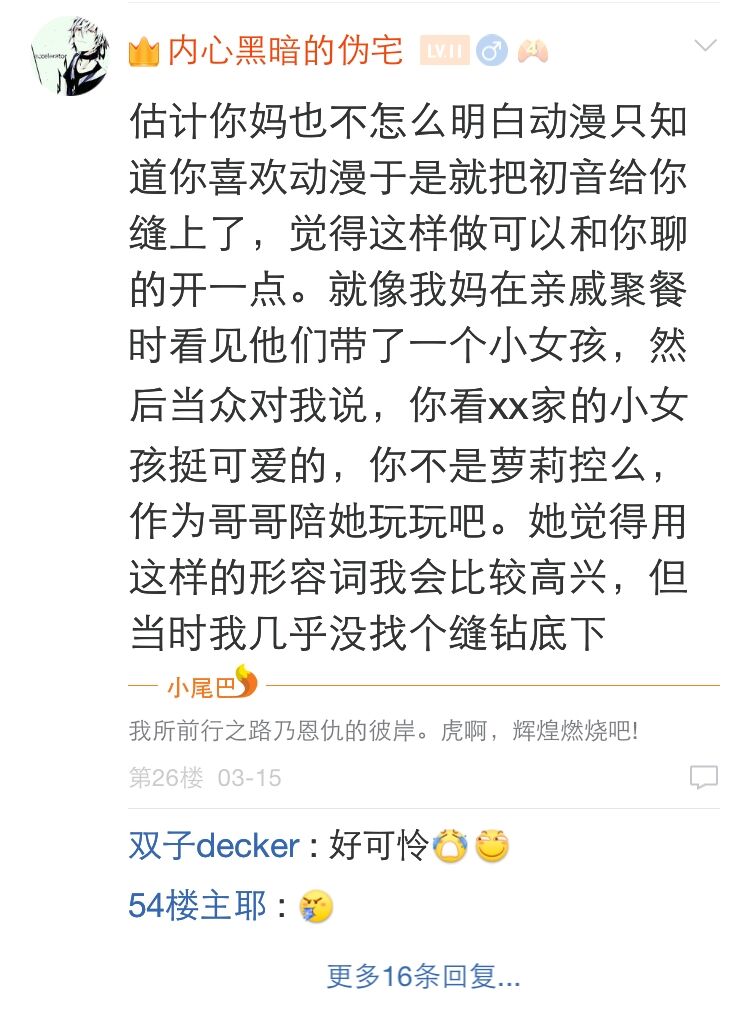 内心黑暗的伪宅 LV.11 4
估计你妈也不怎么明白动漫只知
道你喜欢动漫于是就把初音给你
缝上了，觉得这样做可以和你聊
的开一点。就像我妈在亲戚聚餐
时看见他们带了一个小女孩，然
后当众对我说，你看xx家的小女
孩挺可爱的，你不是萝莉控么，
作为哥哥陪她玩玩吧。她觉得用
这样的形容词我会比较高兴，但
当时我几乎没找个缝钻底下
小尾巴
我所前行之路乃恩仇的彼岸。虎啊，辉煌燃烧吧!
第26楼 03-15
双子decker：好可怜
54楼主耶：
更多16条回复...